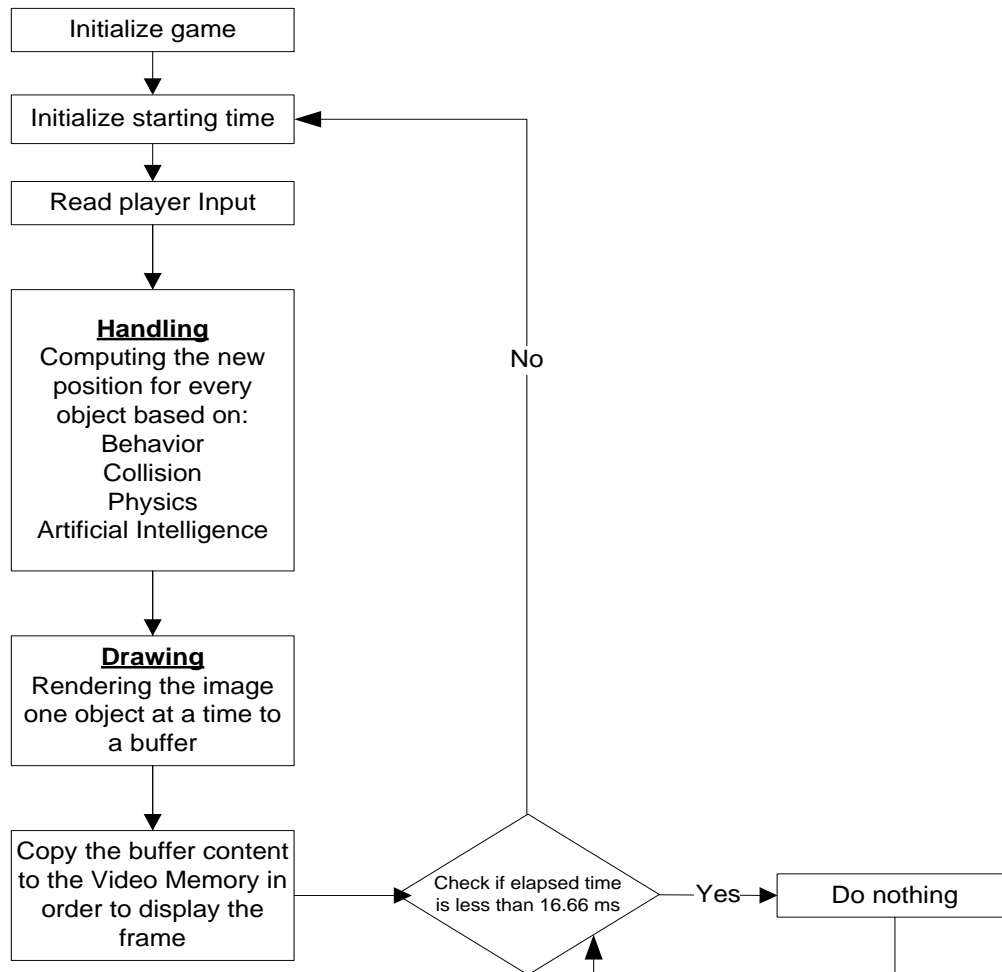 Initialize game
Initialize starting time
Read player Input
Handling
Computing the new
position for every
object based on:
Behavior
Collision
Physics
Artificial Intelligence
No
Drawing
Rendering the image
one object at a time to
a buffer
Copy the buffer content
to the Video Memory in
order to display the
frame
Check if elapsed time
is less than 16.66 ms
Yes
Do nothing